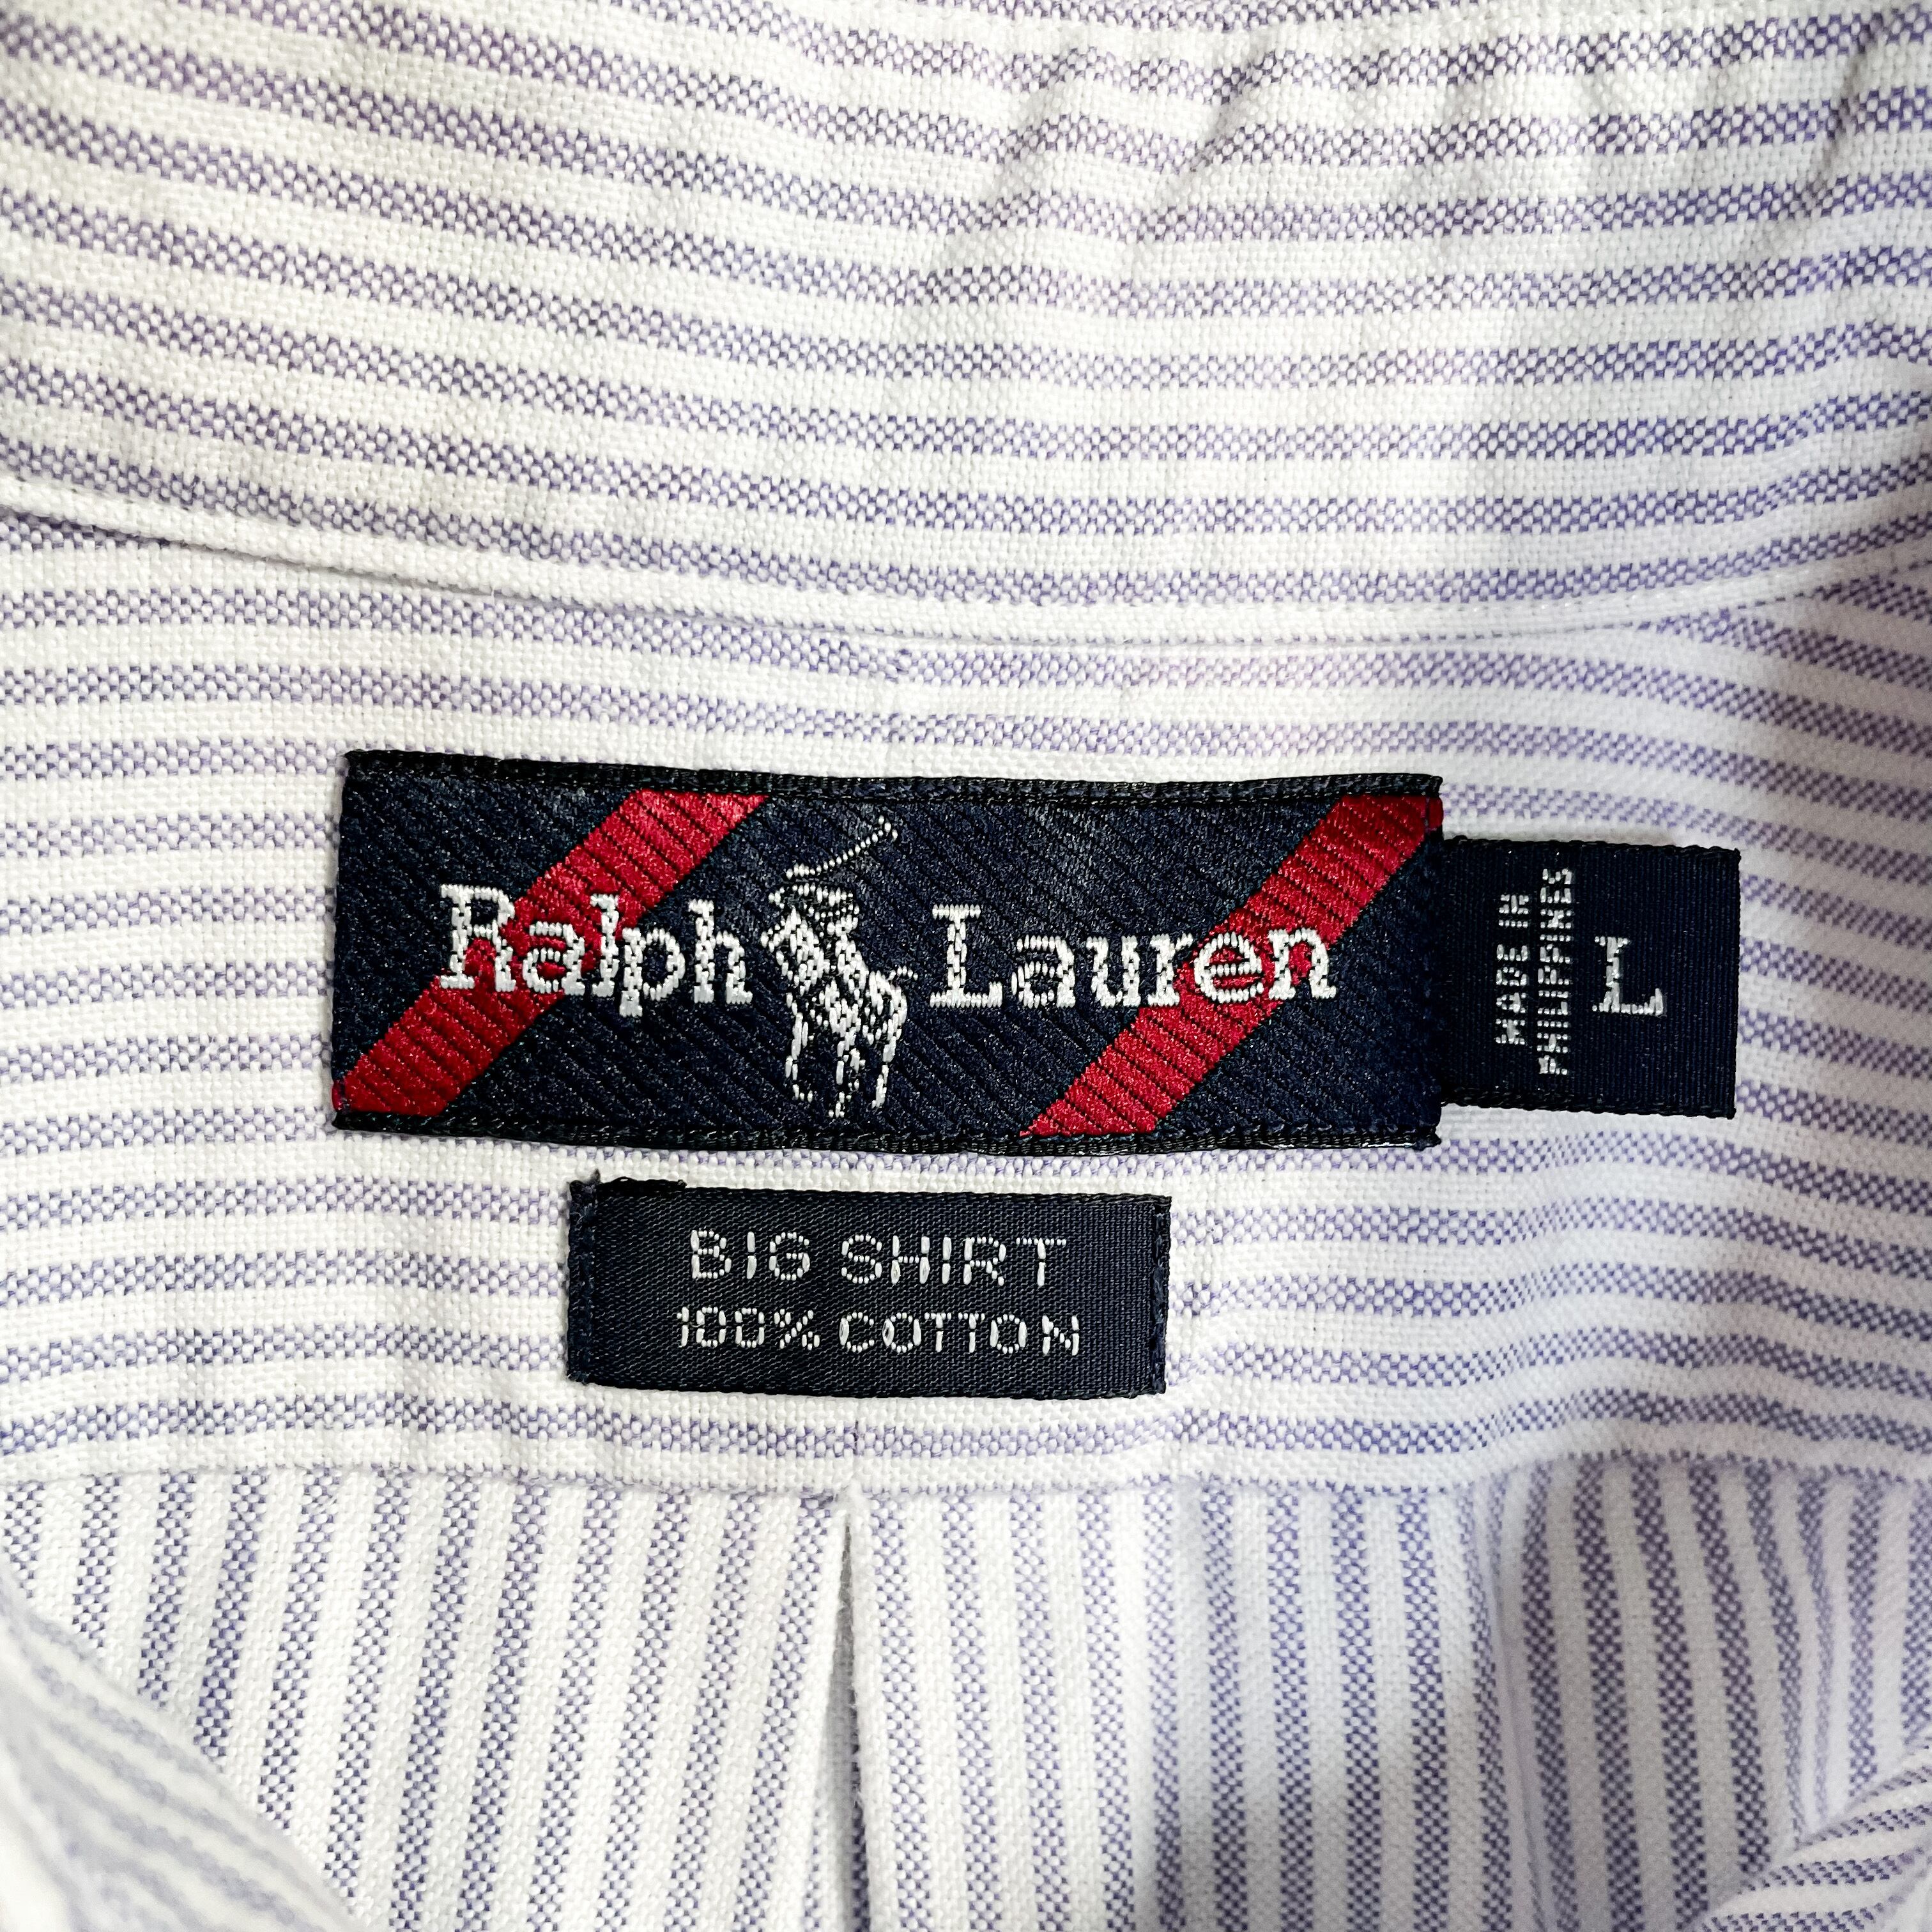 Ralph Lauren
MADE IN
PHILIPPINES
L
BIG SHIRT
100% COTTON